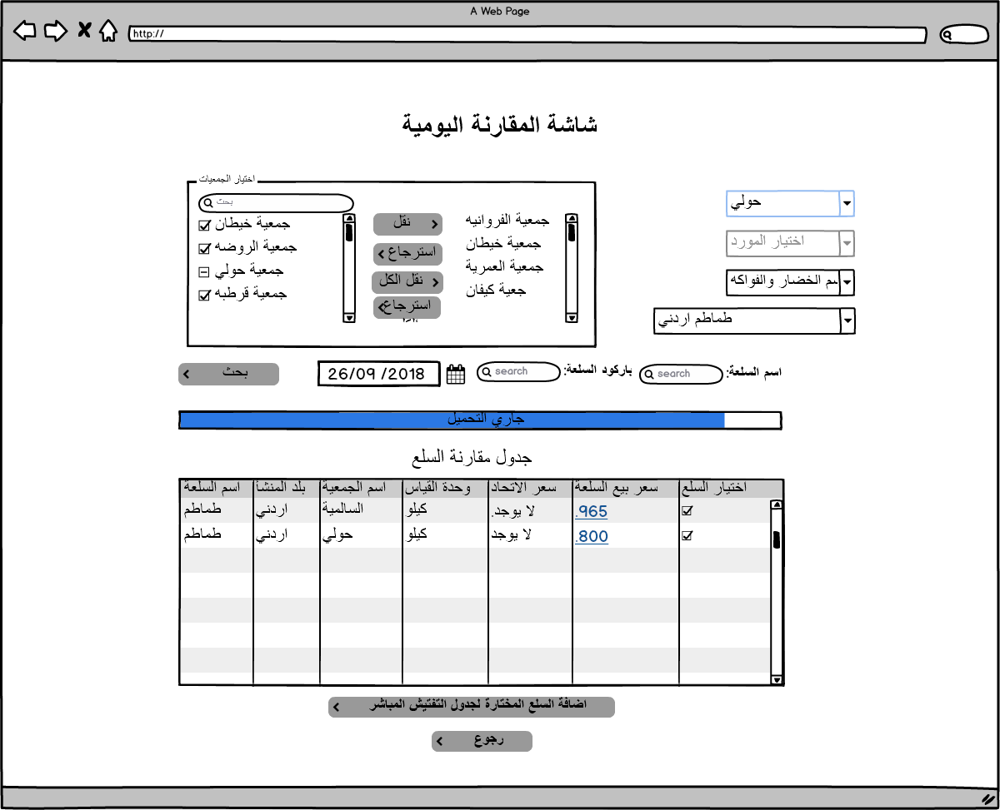 A Web Page
http://
شاشة المقارنة اليومية
اختيار الجمعيات
بحث
جمعية خيطان
جمعية الروضه
جمعية حولي
جمعية قرطبه
نقل
استرجاع
نقل الكل
استرجاع
جمعية الفروانيه
جمعية خيطان
جمعية العمرية
جعية كيفان
حولي
اختيار المورد
سم الخضار والفواكه
طماطم اردني
اسم السلعة:
search
باركود السلعة:
search
26/09 /2018
بحث
جاري التحميل
جدول مقارنة السلع
اسم السلعة بلد المنشأ اسم الجمعية وحدة القياس سعر الاتحاد سعر بيع السلعة اختيار السلع
طماطم اردني السالمية كيلو لا يوجد. .965
طماطم اردني حولي كيلو لا يوجد .800
اضافة السلع المختارة لجدول التفتيش المباشر
رجوع